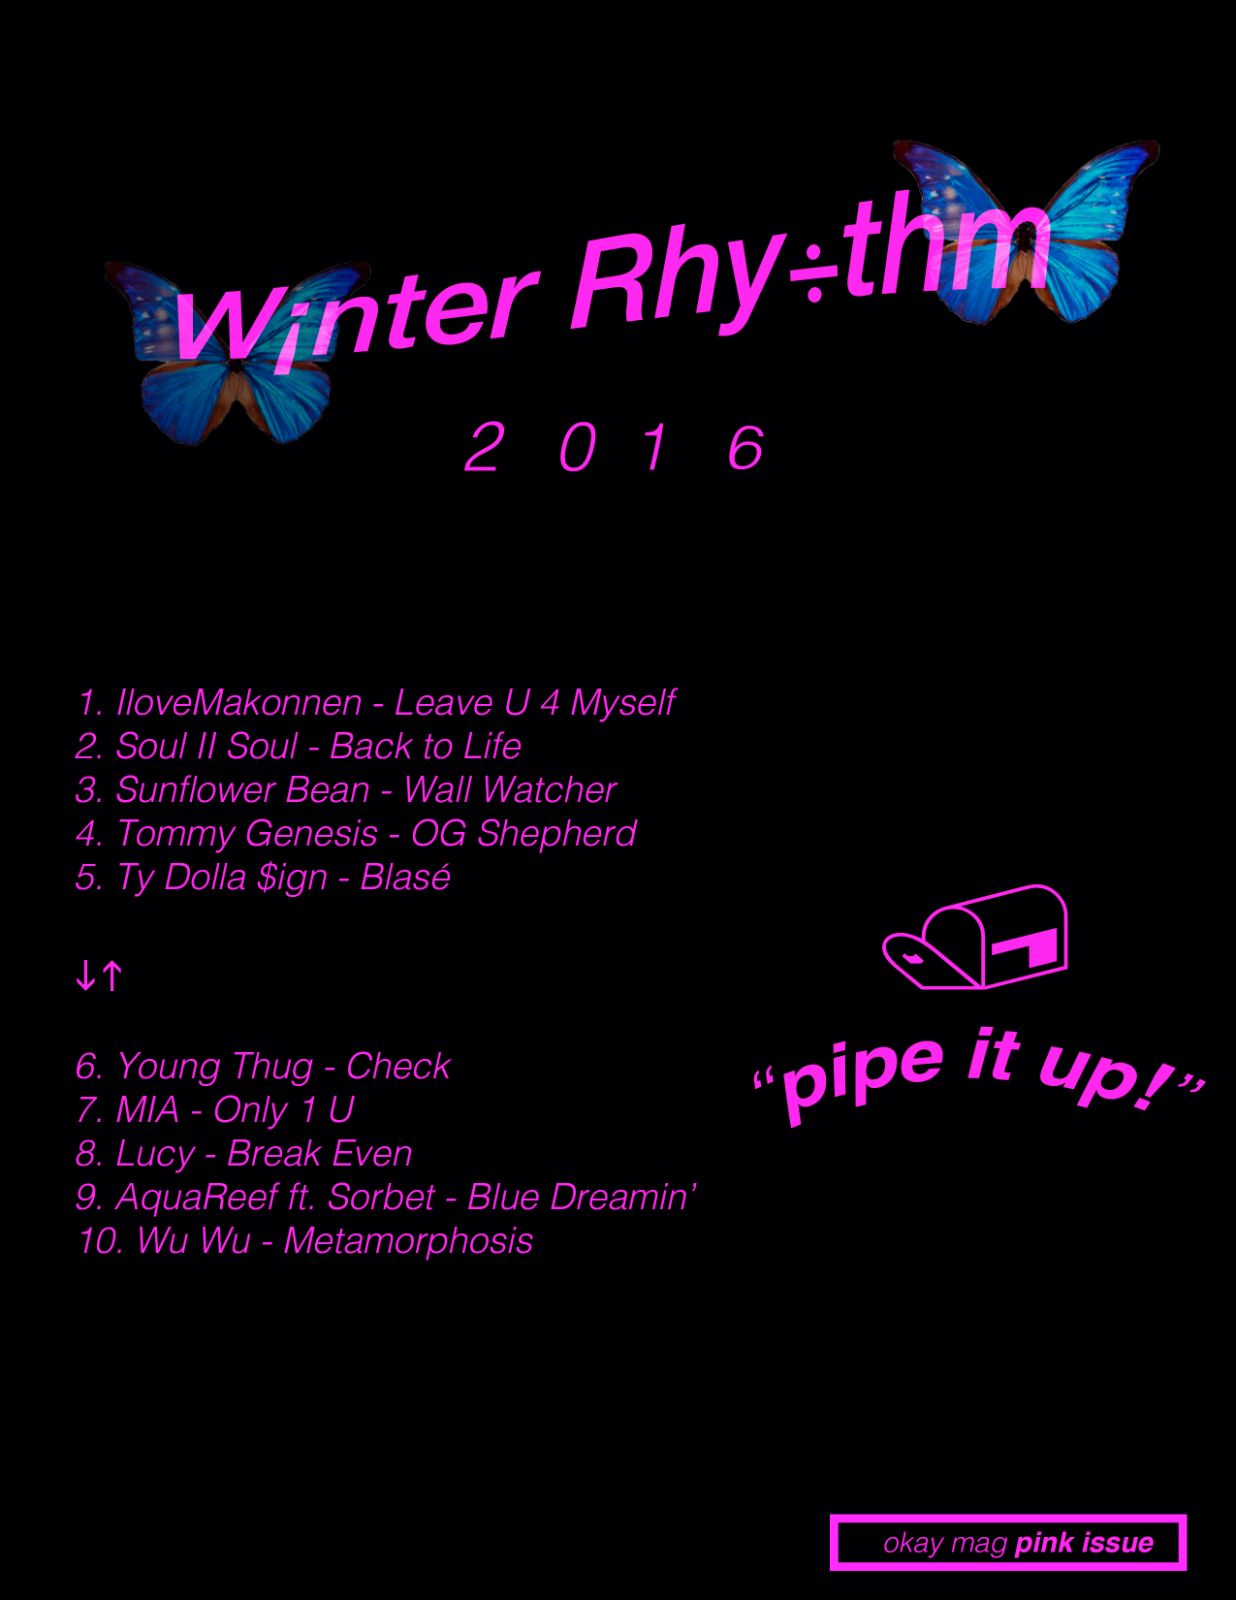 W¡nter Rhy÷thm
2 0 1 6
1. IloveMakonnen - Leave U 4 Myself
2. Soul II Soul - Back to Life
3. Sunflower Bean - Wall Watcher
4. Tommy Genesis - OG Shepherd
5. Ty Dolla $ign - Blasé
↓↑
6. Young Thug - Check
7. MIA - Only 1 U
8. Lucy - Break Even
9. AquaReef ft. Sorbet - Blue Dreamin’
10. Wu Wu - Metamorphosis
“pipe it up!”
okay mag pink issue